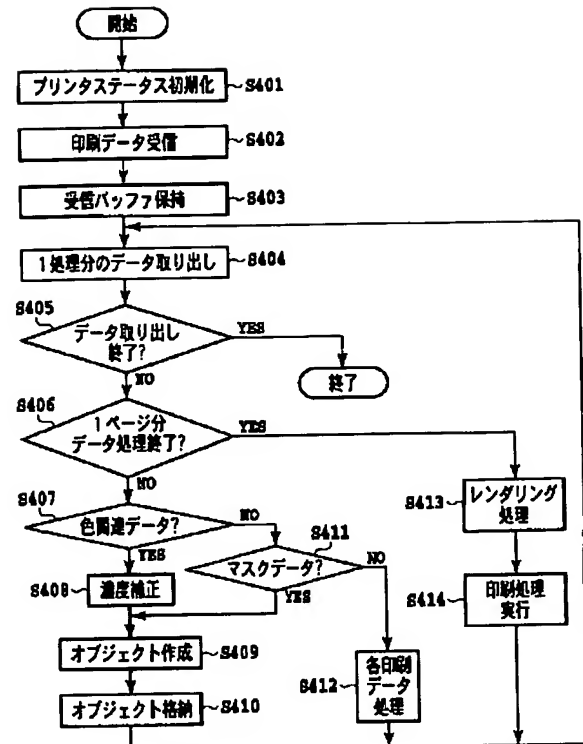 開始
プリンタステータス初期化
S401
印刷データ受信
S402
受信バッファ保持
S403
1処理分のデータ取り出し
S404
S405
データ取り出し
終了?
YES
終了
NO
S406
1ページ分
データ処理終了?
YES
NO
S407
色関連データ?
NO
S411
マスクデータ?
NO
YES
YES
S408
濃度補正
S413
レンダリング
処理
S414
印刷処理
実行
オブジェクト作成
S409
S412
各印刷
データ
処理
オブジェクト格納
S410